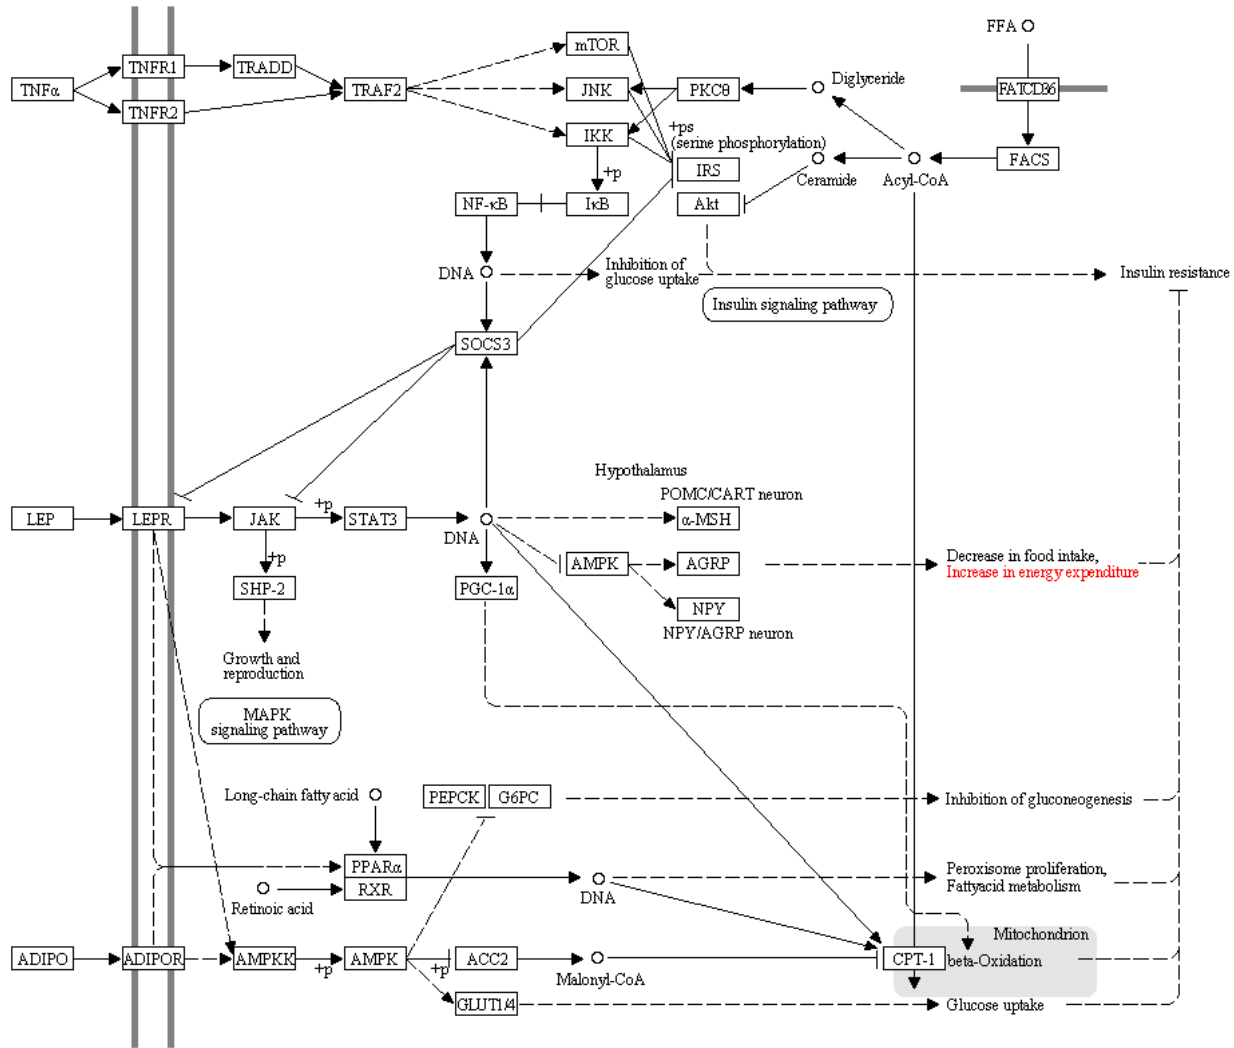 FFA
mTOR
TNFR1
TRADD
TNFα
TRAF2
JNK
PKCθ
Diglyceride
FATCD36
TNFR2
IKK
+ps
(serine phosphorylation)
IRS
FACS
+p
Ceramide
Acyl-CoA
NF-κB
IκB
Akt
DNA
Inhibition of
glucose uptake
Insulin resistance
Insulin signaling pathway
SOCS3
Hypothalamus
POMC/CART neuron
LEP
LEPR
JAK
+p
STAT3
α-MSH
DNA
+p
AMPK
AGRP
Decrease in food intake,
Increase in energy expenditure
SHP-2
PGC-1α
NPY
NPY/AGRP neuron
Growth and
reproduction
MAPK
signaling pathway
Long-chain fatty acid
PEPCK
G6PC
Inhibition of gluconeogenesis
PPARα
RXR
Retinoic acid
DNA
Peroxisome proliferation,
Fattyacid metabolism
Mitochondrion
ADIPO
ADIPOR
AMPKK
+p
AMPK
+p
ACC2
Malonyl-CoA
CPT-1
beta-Oxidation
GLUT1/4
Glucose uptake